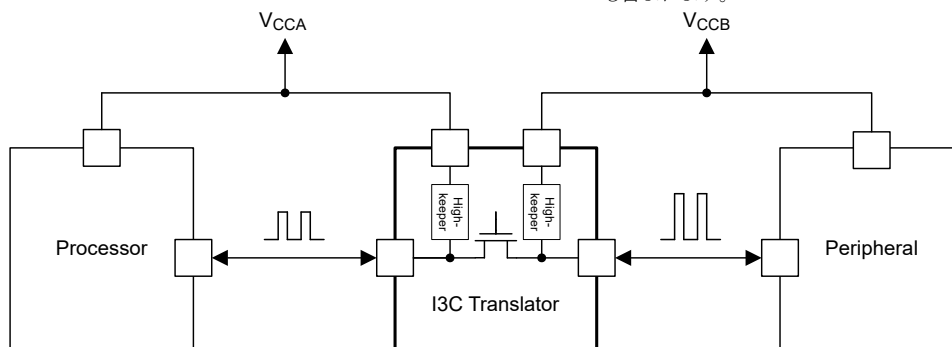 VCCA
VCCB
High-
keeper
High-
keeper
Processor
Peripheral
I3C Translator